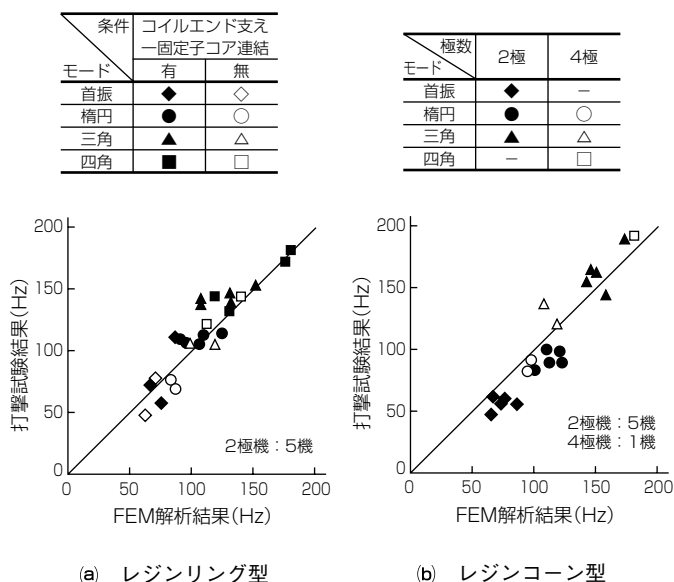 条件
コイルエンド支え
ー固定子コア連結
モード
有
無
首振
◆
◇
楕円
●
○
三角
▲
△
四角
■
□
極数
モード
2極
4極
首振
◆
－
楕円
●
○
三角
▲
△
四角
－
□
打撃試験結果(Hz)
200
150
100
50
0
0
50
100
150
200
2極機：5機
FEM解析結果(Hz)
(a) レジンリング型
打撃試験結果(Hz)
200
150
100
50
0
0
50
100
150
200
2極機：5機
4極機：1機
FEM解析結果(Hz)
(b) レジンコーン型